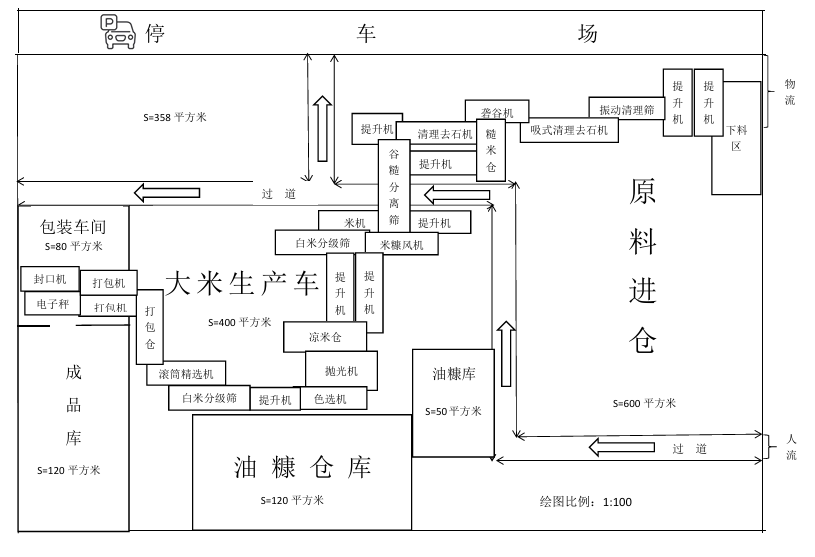 P 停 车 场
S=358 平方米
提升机
清理去石机
砻谷机
糙米仓
吸式清理去石机
振动清理筛
提升机
提升机
下料区
物流
谷糙分离筛
提升机
过 道
原料进仓
包装车间
S=80 平方米
米机
提升机
白米分级筛
米糠风机
封口机
打包机
电子秤
打包机
打包仓
大米生产车
S=400 平方米
提升机
提升机
凉米仓
滚筒精选机
抛光机
白米分级筛
提升机
色选机
成品库
S=120 平方米
油糠库
S=50 平方米
S=600 平方米
油糠仓库
S=120 平方米
过 道
人流
绘图比例：1:100